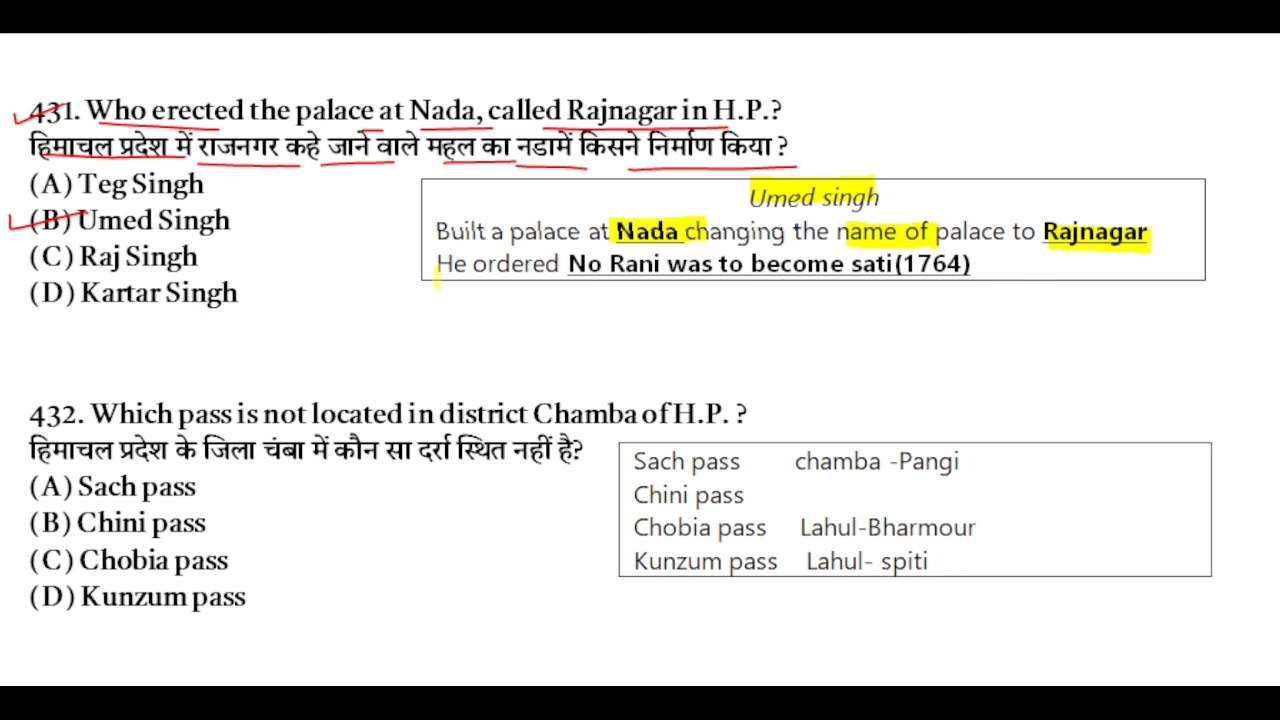 431. Who erected the palace at Nada, called Rajnagar in H.P.?
हिमाचल प्रदेश में राजनगर कहे जाने वाले महल का नडामें किसने निर्माण किया ?
(A) Teg Singh
(B) Umed Singh
(C) Raj Singh
(D) Kartar Singh
Umed singh
Built a palace at Nada changing the name of palace to Rajnagar
He ordered No Rani was to become sati(1764)
432. Which pass is not located in district Chamba of H.P. ?
हिमाचल प्रदेश के जिला चंबा में कौन सा दर्रा स्थित नहीं है?
(A) Sach pass
(B) Chini pass
(C) Chobia pass
(D) Kunzum pass
Sach pass chamba -Pangi
Chini pass
Chobia pass Lahul-Bharmour
Kunzum pass Lahul- spiti